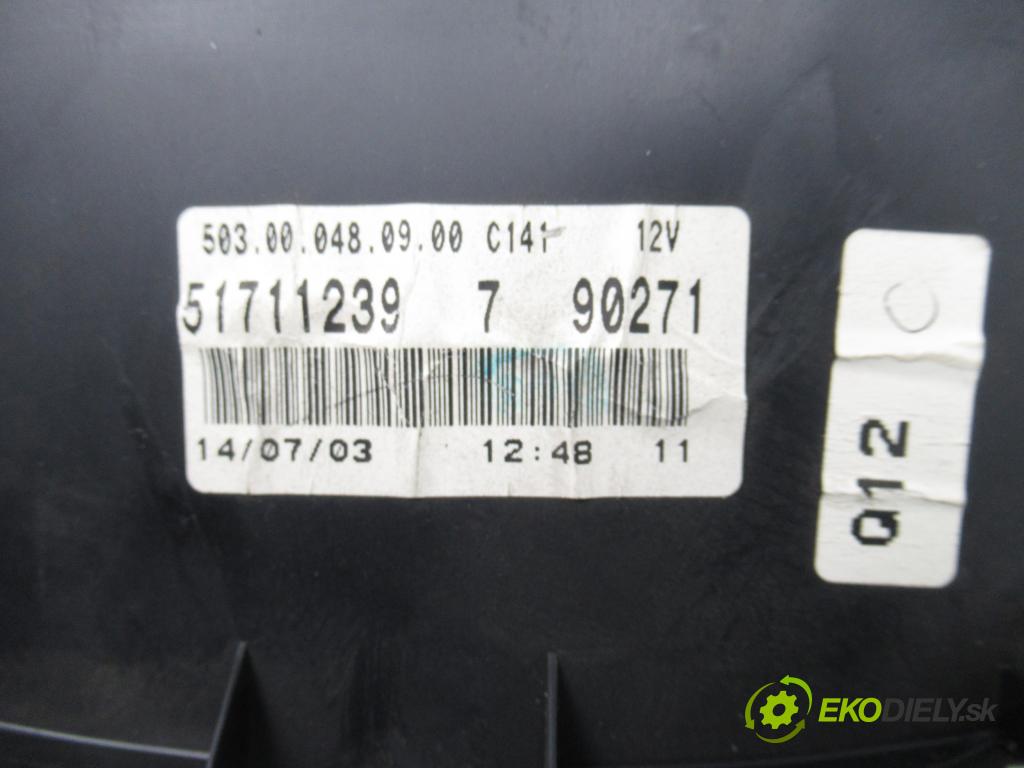 503.00.048.09.00 C141 12V
51711239 7 90271
14/07/03 12:48 11
Q12 C
EKODIELY.sk